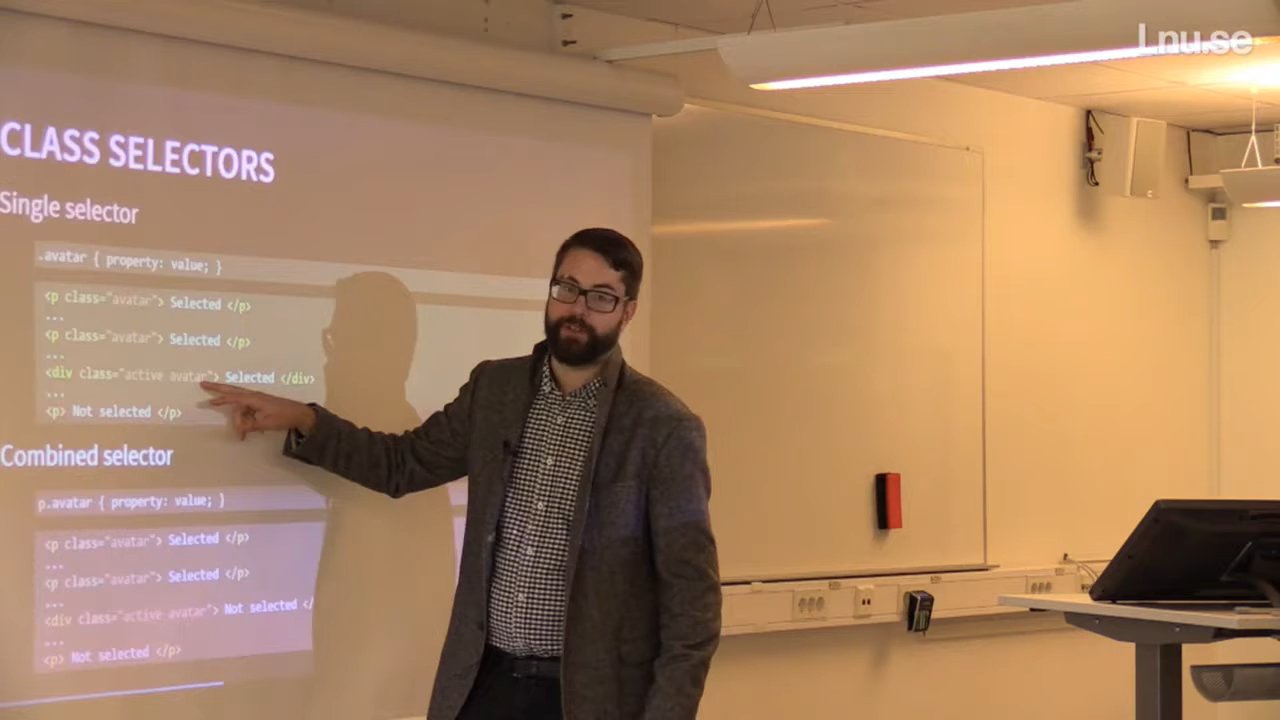 Lnu.se
CLASS SELECTORS
Single selector
.avatar { property: value; }
<p class="avatar"> Selected </p>
...
<p class="avatar"> Selected </p>
...
<div class="active avatar"> Selected </div>
...
<p> Not selected </p>
Combined selector
p.avatar { property: value; }
<p class="avatar"> Selected </p>
...
<p class="avatar"> Selected </p>
...
<div class="active avatar"> Not selected </
...
<p> Not selected </p>